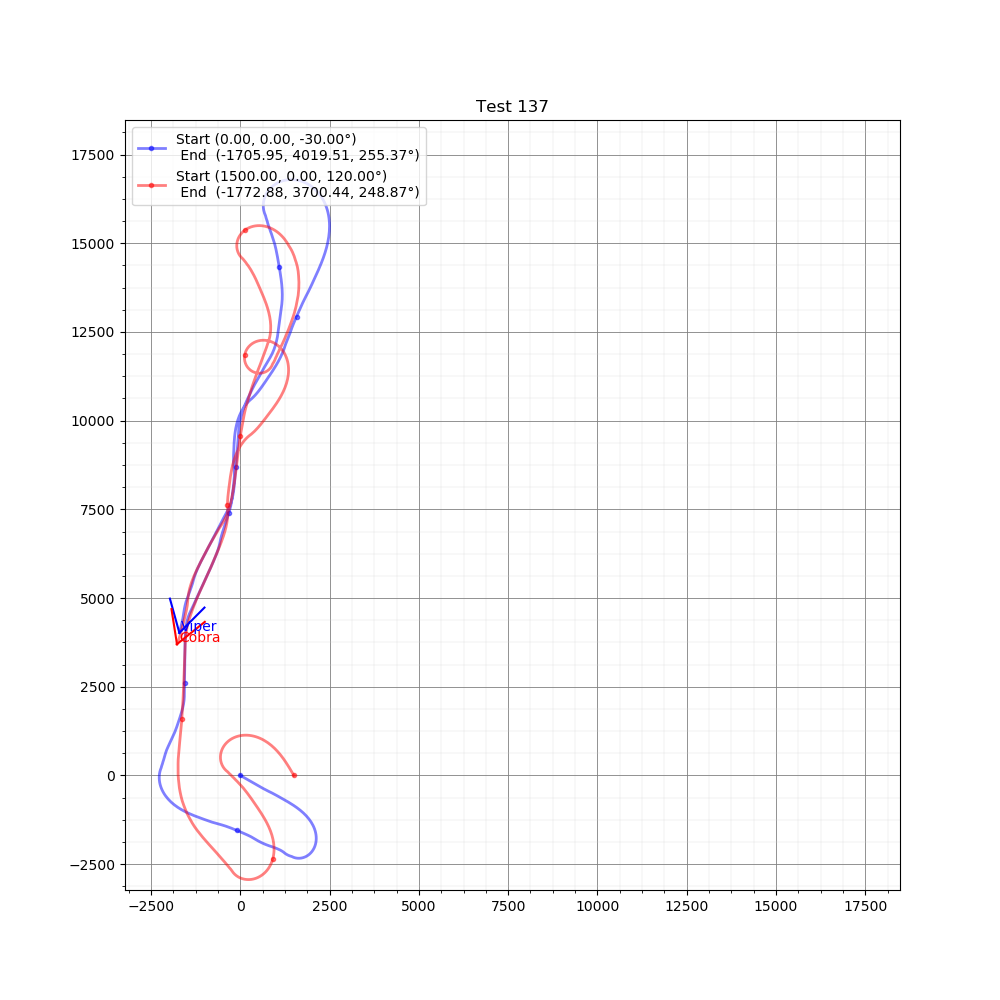 Test 137
Start (0.00, 0.00, -30.00°)
End  (-1705.95, 4019.51, 255.37°)
Start (1500.00, 0.00, 120.00°)
End  (-1772.88, 3700.44, 248.87°)
17500
15000
12500
10000
7500
5000
2500
0
−2500
Viper
Cobra
−2500 0 2500 5000 7500 10000 12500 15000 17500